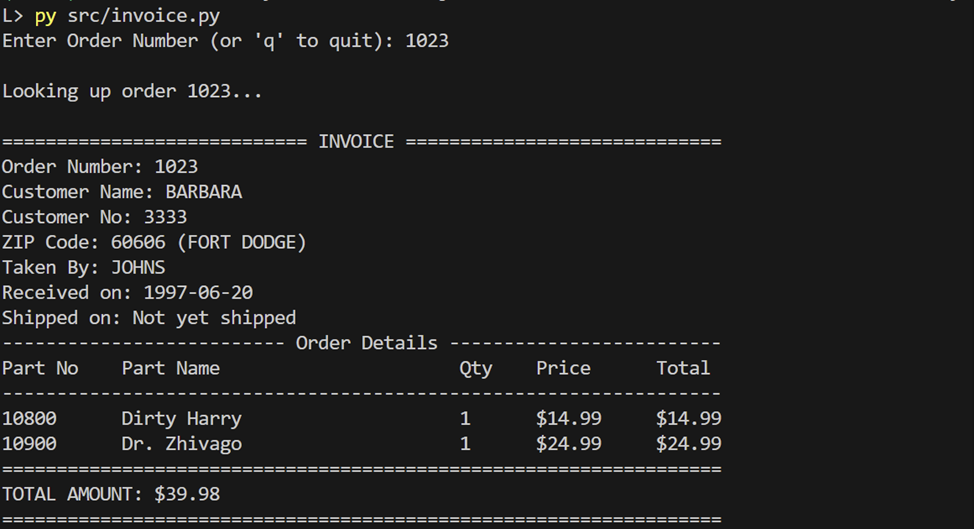 L> py src/invoice.py
Enter Order Number (or 'q' to quit): 1023
Looking up order 1023...
============================ INVOICE =============================
Order Number: 1023
Customer Name: BARBARA
Customer No: 3333
ZIP Code: 60606 (FORT DODGE)
Taken By: JOHNS
Received on: 1997-06-20
Shipped on: Not yet shipped
-------------------------- Order Details -------------------------
Part No    Part Name                      Qty    Price      Total
------------------------------------------------------------------
10800      Dirty Harry                    1      $14.99     $14.99
10900      Dr. Zhivago                    1      $24.99     $24.99
==================================================================
TOTAL AMOUNT: $39.98
==================================================================